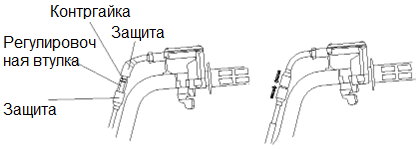 Контргайка
Защита
Регулировоч
ная втулка
Защита